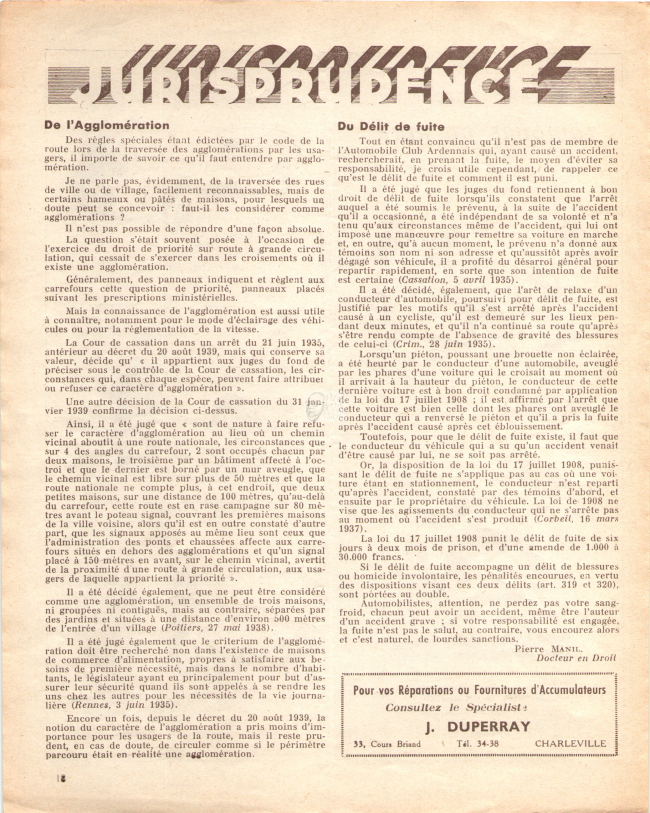 JURISPRUDENCE
JURISPRUDENCE
De l'Agglomération
Des règles spéciales étant édictées par le code de la
route lors de la traversée des agglomérations par les usa-
gers, il importe de savoir ce qu'il faut entendre par agglo-
mération.
Je ne parle pas, évidemment, de la traversée des rues
de ville ou de village, facilement reconnaissables, mais de
certains hameaux ou pâtés de maisons, pour lesquels un
doute peut se concevoir : faut-il les considérer comme
agglomérations ?
Il n'est pas possible de répondre d'une façon absolue.
La question s'était souvent posée à l'occasion de
l'exercice du droit de priorité sur route à grande circu-
lation, qui cessait de s'exercer dans les croisements où il
existe une agglomération.
Généralement, des panneaux indiquent et règlent aux
carrefours cette question de priorité, panneaux placés
suivant les prescriptions ministérielles.
Mais la connaissance de l'agglomération est aussi utile
à connaître, notamment pour le mode d'éclairage des véhi-
cules ou pour la réglementation de la vitesse.
La Cour de cassation dans un arrêt du 21 juin 1935,
antérieur au décret du 20 août 1939, mais qui conserve sa
valeur, décide qu' « il appartient aux juges du fond de
préciser sous le contrôle de la Cour de cassation, les cir-
constances qui, dans chaque espèce, peuvent faire attribuer
ou refuser ce caractère d'agglomération ».
Une autre décision de la Cour de cassation du 31 jan-
vier 1939 confirme la décision ci-dessus.
Ainsi, il a été jugé que « sont de nature à faire refu-
ser le caractère d'agglomération au lieu où un chemin
vicinal aboutit à une route nationale, les circonstances que
sur 4 des angles du carrefour, 2 sont occupés chacun par
deux maisons, le troisième par un bâtiment affecté à l'oc-
troi et que le dernier est borné par un mur aveugle, que
le chemin vicinal est libre sur plus de 50 mètres et que la
route nationale ne compte plus, à cet endroit, que deux
petites maisons, sur une distance de 100 mètres, qu'au-delà
du carrefour, cette route est en rase campagne sur 80 mè-
tres avant le poteau signal, couvrant les premières maisons
de la ville voisine, alors qu'il est en outre constaté d'autre
part, que les signaux apposés au même lieu sont ceux que
l'administration des ponts et chaussées affecte aux carre-
fours situés en dehors des agglomérations et qu'un signal
placé à 150 mètres en avant, sur le chemin vicinal, avertit
de la proximité d'une route à grande circulation, aux usa-
gers de laquelle appartient la priorité ».
Il a été décidé également, que ne peut être considéré
comme une agglomération, un ensemble de trois maisons,
ni groupées ni contiguës, mais au contraire, séparées par
des jardins et situées à une distance d'environ 500 mètres
de l'entrée d'un village (Poitiers, 27 mai 1938).
Il a été jugé également que le criterium de l'agglomé-
ration doit être recherché non dans l'existence de maisons
de commerce d'alimentation, propres à satisfaire aux be-
soins de première nécessité, mais dans le nombre d'habi-
tants, le législateur ayant eu principalement pour but d'as-
surer leur sécurité quand ils sont appelés à se rendre les
uns chez les autres pour les nécessités de la vie journa-
lière (Rennes, 3 juin 1935).
Encore un fois, depuis le décret du 20 août 1939, la
notion du caractère de l'agglomération a pris moins d'im-
portance pour les usagers de la route, mais il reste pru-
dent, en cas de doute, de circuler comme si le périmètre
parcouru était en réalité une agglomération.
Du Délit de fuite
Tout en étant convaincu qu'il n'est pas de membre de
l'Automobile Club Ardennais qui, ayant causé un accident,
rechercherait, en prenant la fuite, le moyen d'éviter sa
responsabilité, je crois utile cependant, de rappeler ce
qu'est le délit de fuite et comment il est puni.
Il a été jugé que les juges du fond retiennent à bon
droit de délit de fuite lorsqu'ils constatent que l'arrêt
auquel a été soumis le prévenu, à la suite de l'accident
qu'il a occasionné, a été indépendant de sa volonté et n'a
tenu qu'aux circonstances même de l'accident, qui lui ont
imposé une manœuvre pour remettre sa voiture en marche
et, en outre, qu'à aucun moment, le prévenu n'a donné aux
témoins son nom ni son adresse et qu'aussitôt après avoir
dégagé son véhicule, il a profité du désarroi général pour
repartir rapidement, en sorte que son intention de fuite
est certaine (Cassation, 5 avril 1935).
Il a été décidé, également, que l'arêt de relaxe d'un
conducteur d'automobile, poursuivi pour délit de fuite, est
justifié par les motifs qu'il s'est arrêté après l'accident
causé à un cycliste, qu'il est demeuré sur les lieux pen-
dant deux minutes, et qu'il n'a continué sa route qu'après
s'être rendu compte de l'absence de gravité des blessures
de celui-ci (Crim. 28 juin 1935).
Lorsqu'un piéton, poussant une brouette non éclairée,
a été heurté par le conducteur d'une automobile, aveuglé
par les phares d'une voiture qui le croisait au moment où
il arrivait à la hauteur du piéton, le conducteur de cette
dernière voiture est à bon droit condamné par application
de la loi du 17 juillet 1908 ; il est affirmé par l'arrêt que
cette voiture est bien celle dont les phares ont aveuglé le
conducteur qui a renversé le piéton et qu'il a pris la fuite
après l'accident causé après cet éblouissement.
Toutefois, pour que le délit de fuite existe, il faut que
le conducteur du véhicule qui a su qu'un accident venait
d'être causé par lui, ne se soit pas arrêté.
Or, la disposition de la loi du 17 juillet 1908, punis-
sant le délit de fuite ne s'applique pas au cas où une voi-
ture étant en stationnement, le conducteur n'est reparti
qu'après l'accident, constaté par des témoins d'abord, et
ensuite par le propriétaire du véhicule. La loi de 1908 ne
vise que les agissements du conducteur qui ne s'arrête pas
au moment où l'accident s'est produit (Corbeil, 16 mars
1937).
La loi du 17 juillet 1908 punit le délit de fuite de six
jours à deux mois de prison, et d'une amende de 1.000 à
30.000 francs.
Si le délit de fuite accompagne un délit de blessures
ou homicide involontaire, les pénalités encourues, en vertu
des dispositions visant ces deux délits (art. 319 et 320),
sont portées au double.
Automobilistes, attention, ne perdez pas votre sang-
froid, chacun peut avoir un accident, même être l'auteur
d'un accident grave ; si votre responsabilité est engagée,
la fuite n'est pas le salut, au contraire, vous encourez alors
et c'est naturel, de lourdes sanctions.
Pierre MANIL.
Docteur en Droit
Pour vos Réparations ou Fournitures d'Accumulateurs
Consultez le Spécialiste
J. DUPERRAY
33, Cours Briand Tél. 34-38 CHARLEVILLE